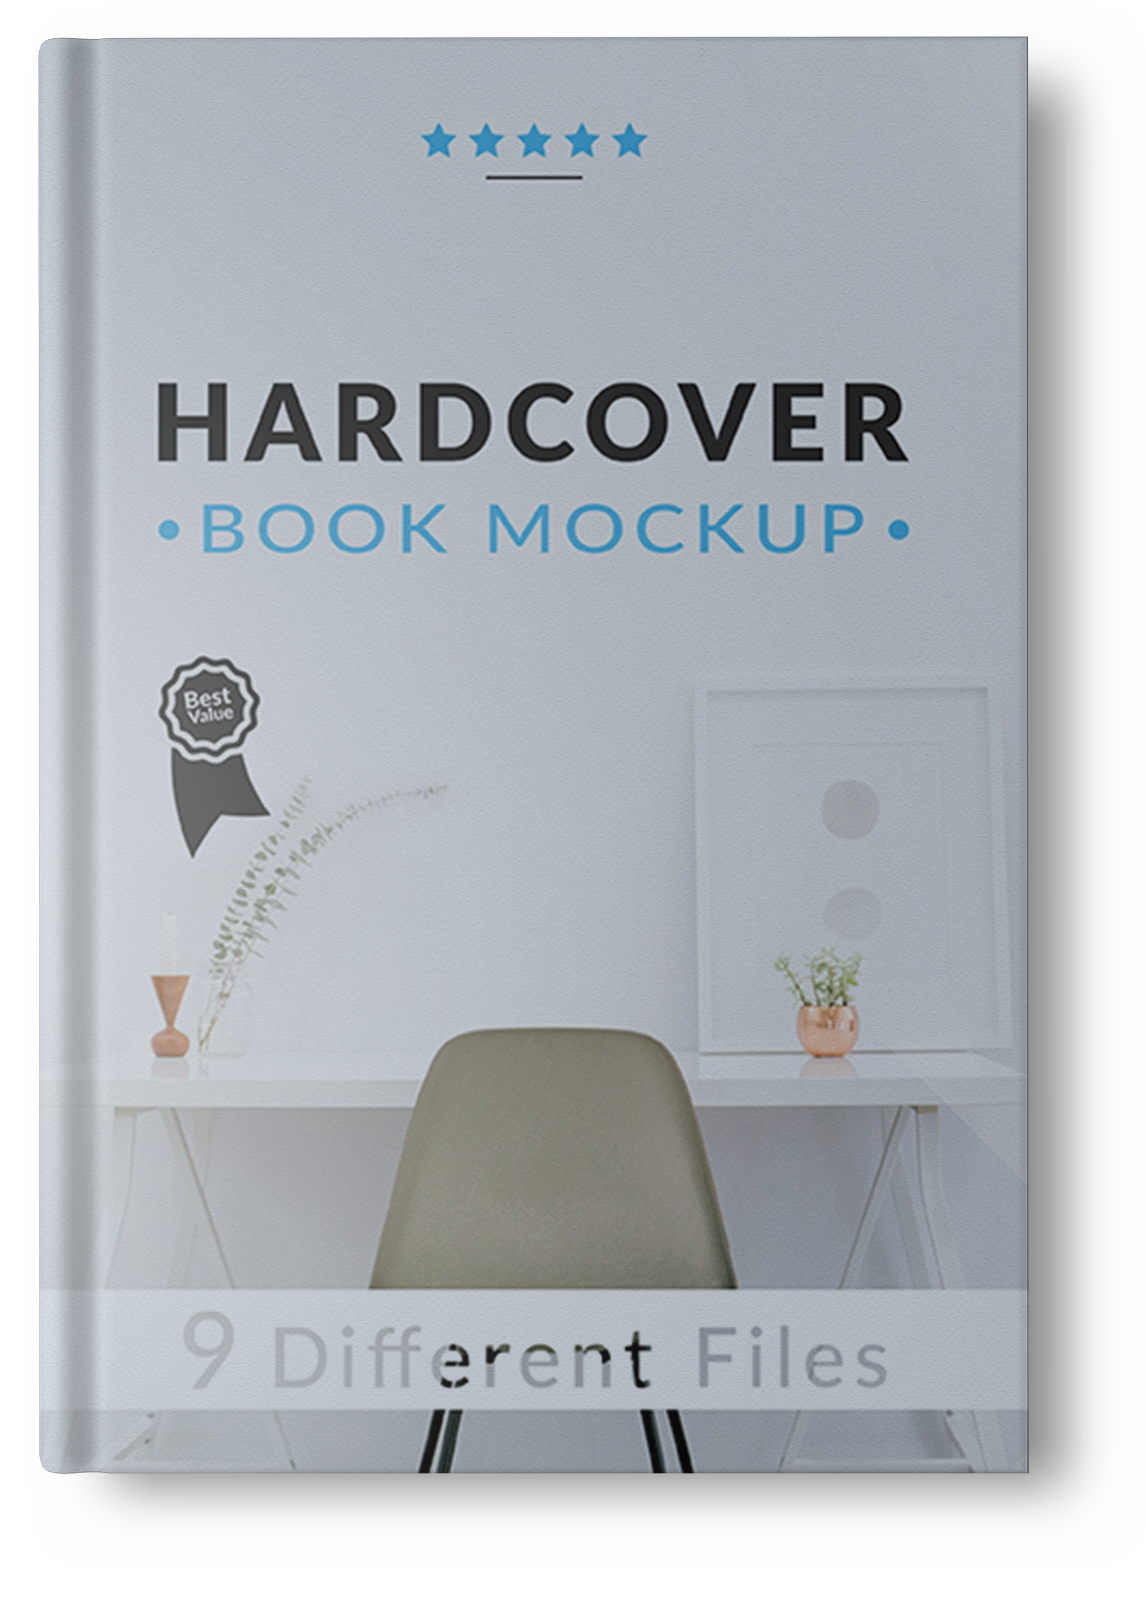 HARDCOVER
• BOOK MOCKUP •
Best
Value
9 Different Files